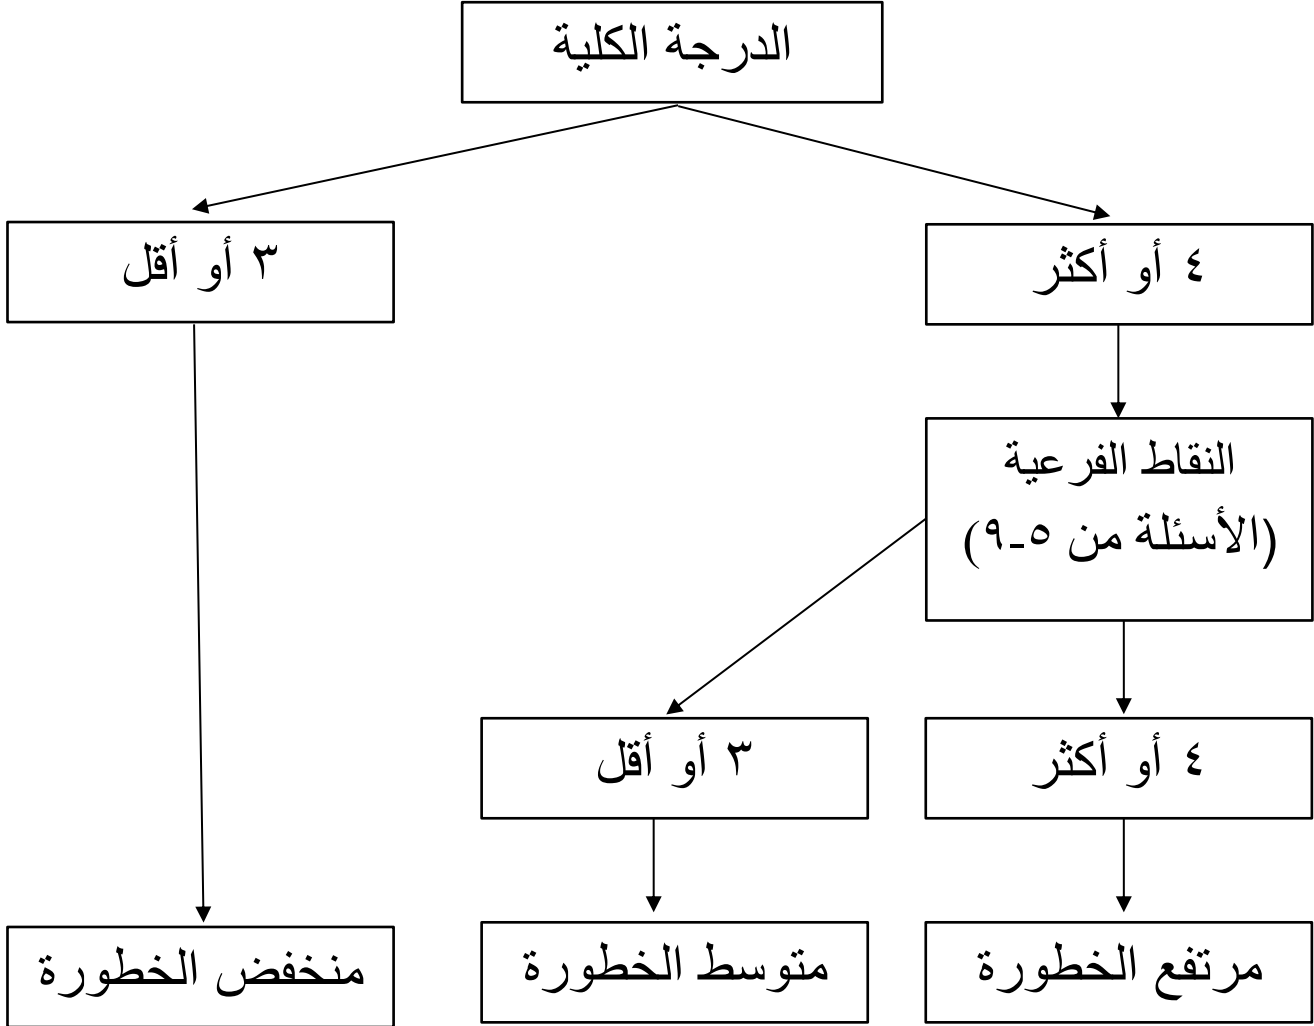 الدرجة الكلية
٤ أو أكثر
٣ أو أقل
النقاط الفرعية
(الأسئلة من ٥-٩)
٤ أو أكثر
٣ أو أقل
مرتفع الخطورة
متوسط الخطورة
منخفض الخطورة